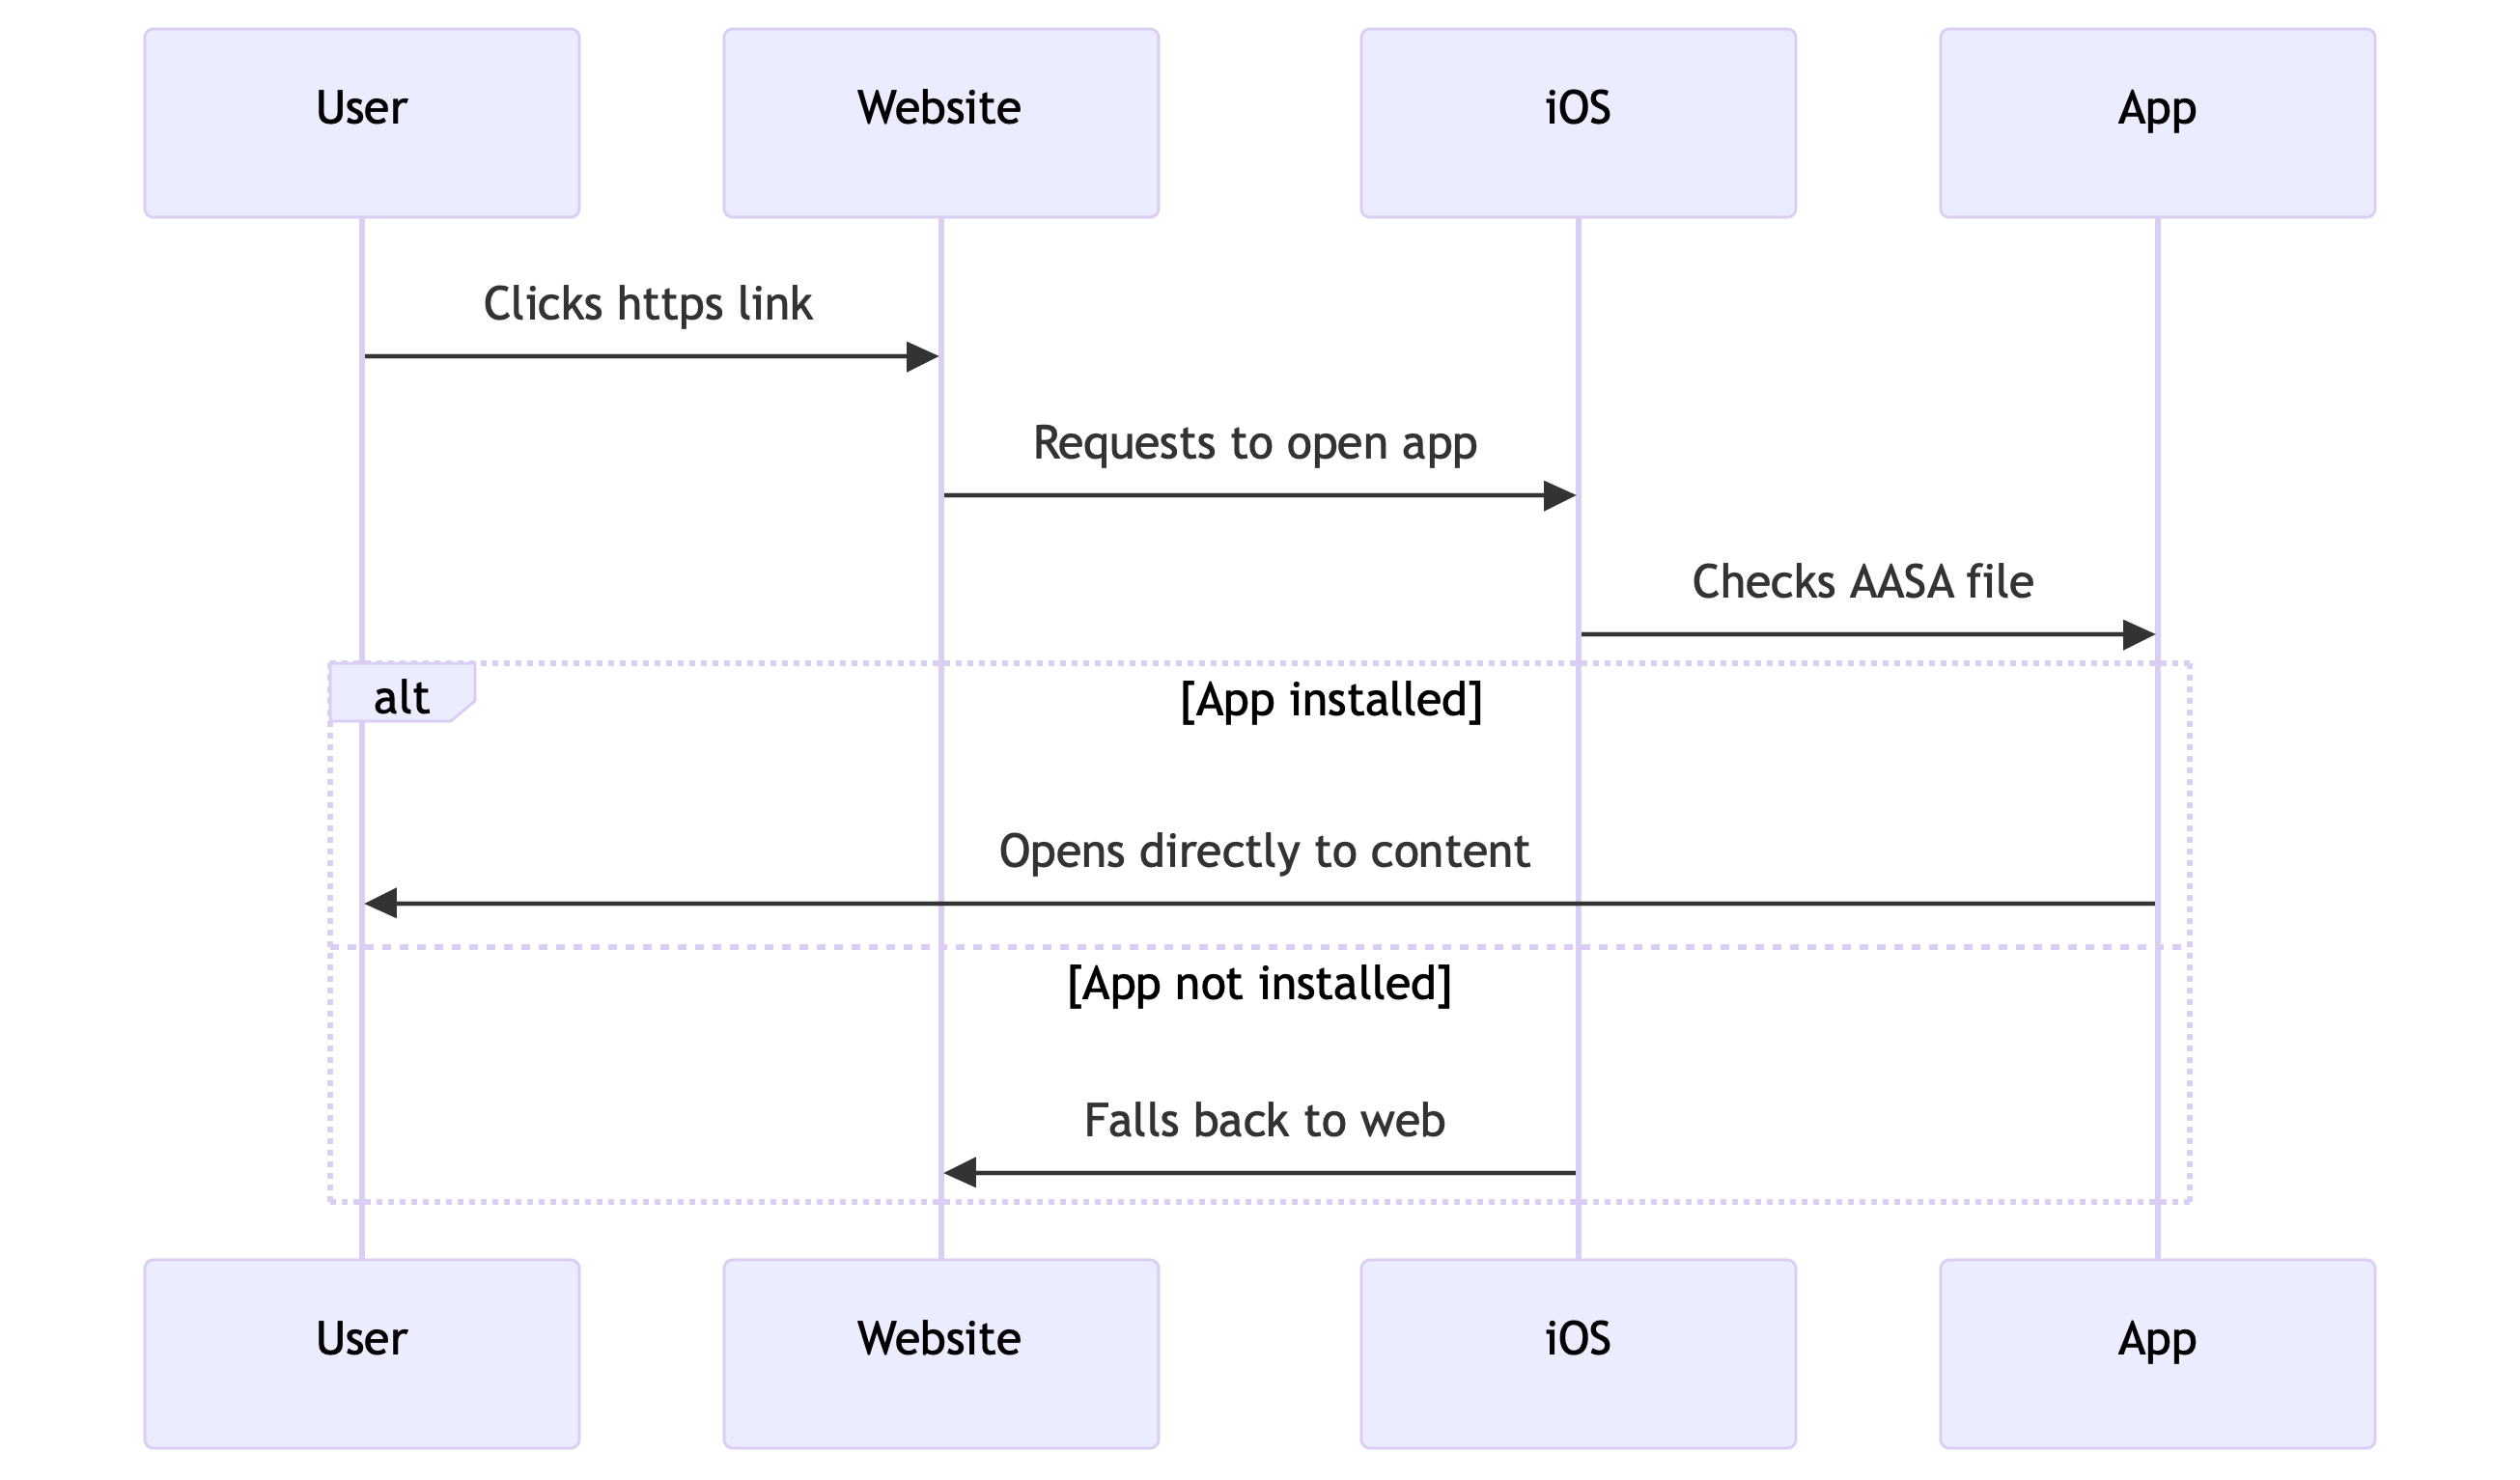 User
Website
iOS
App
Clicks https link
Requests to open app
Checks AASA file
alt
[App installed]
Opens directly to content
[App not installed]
Falls back to web
User
Website
iOS
App